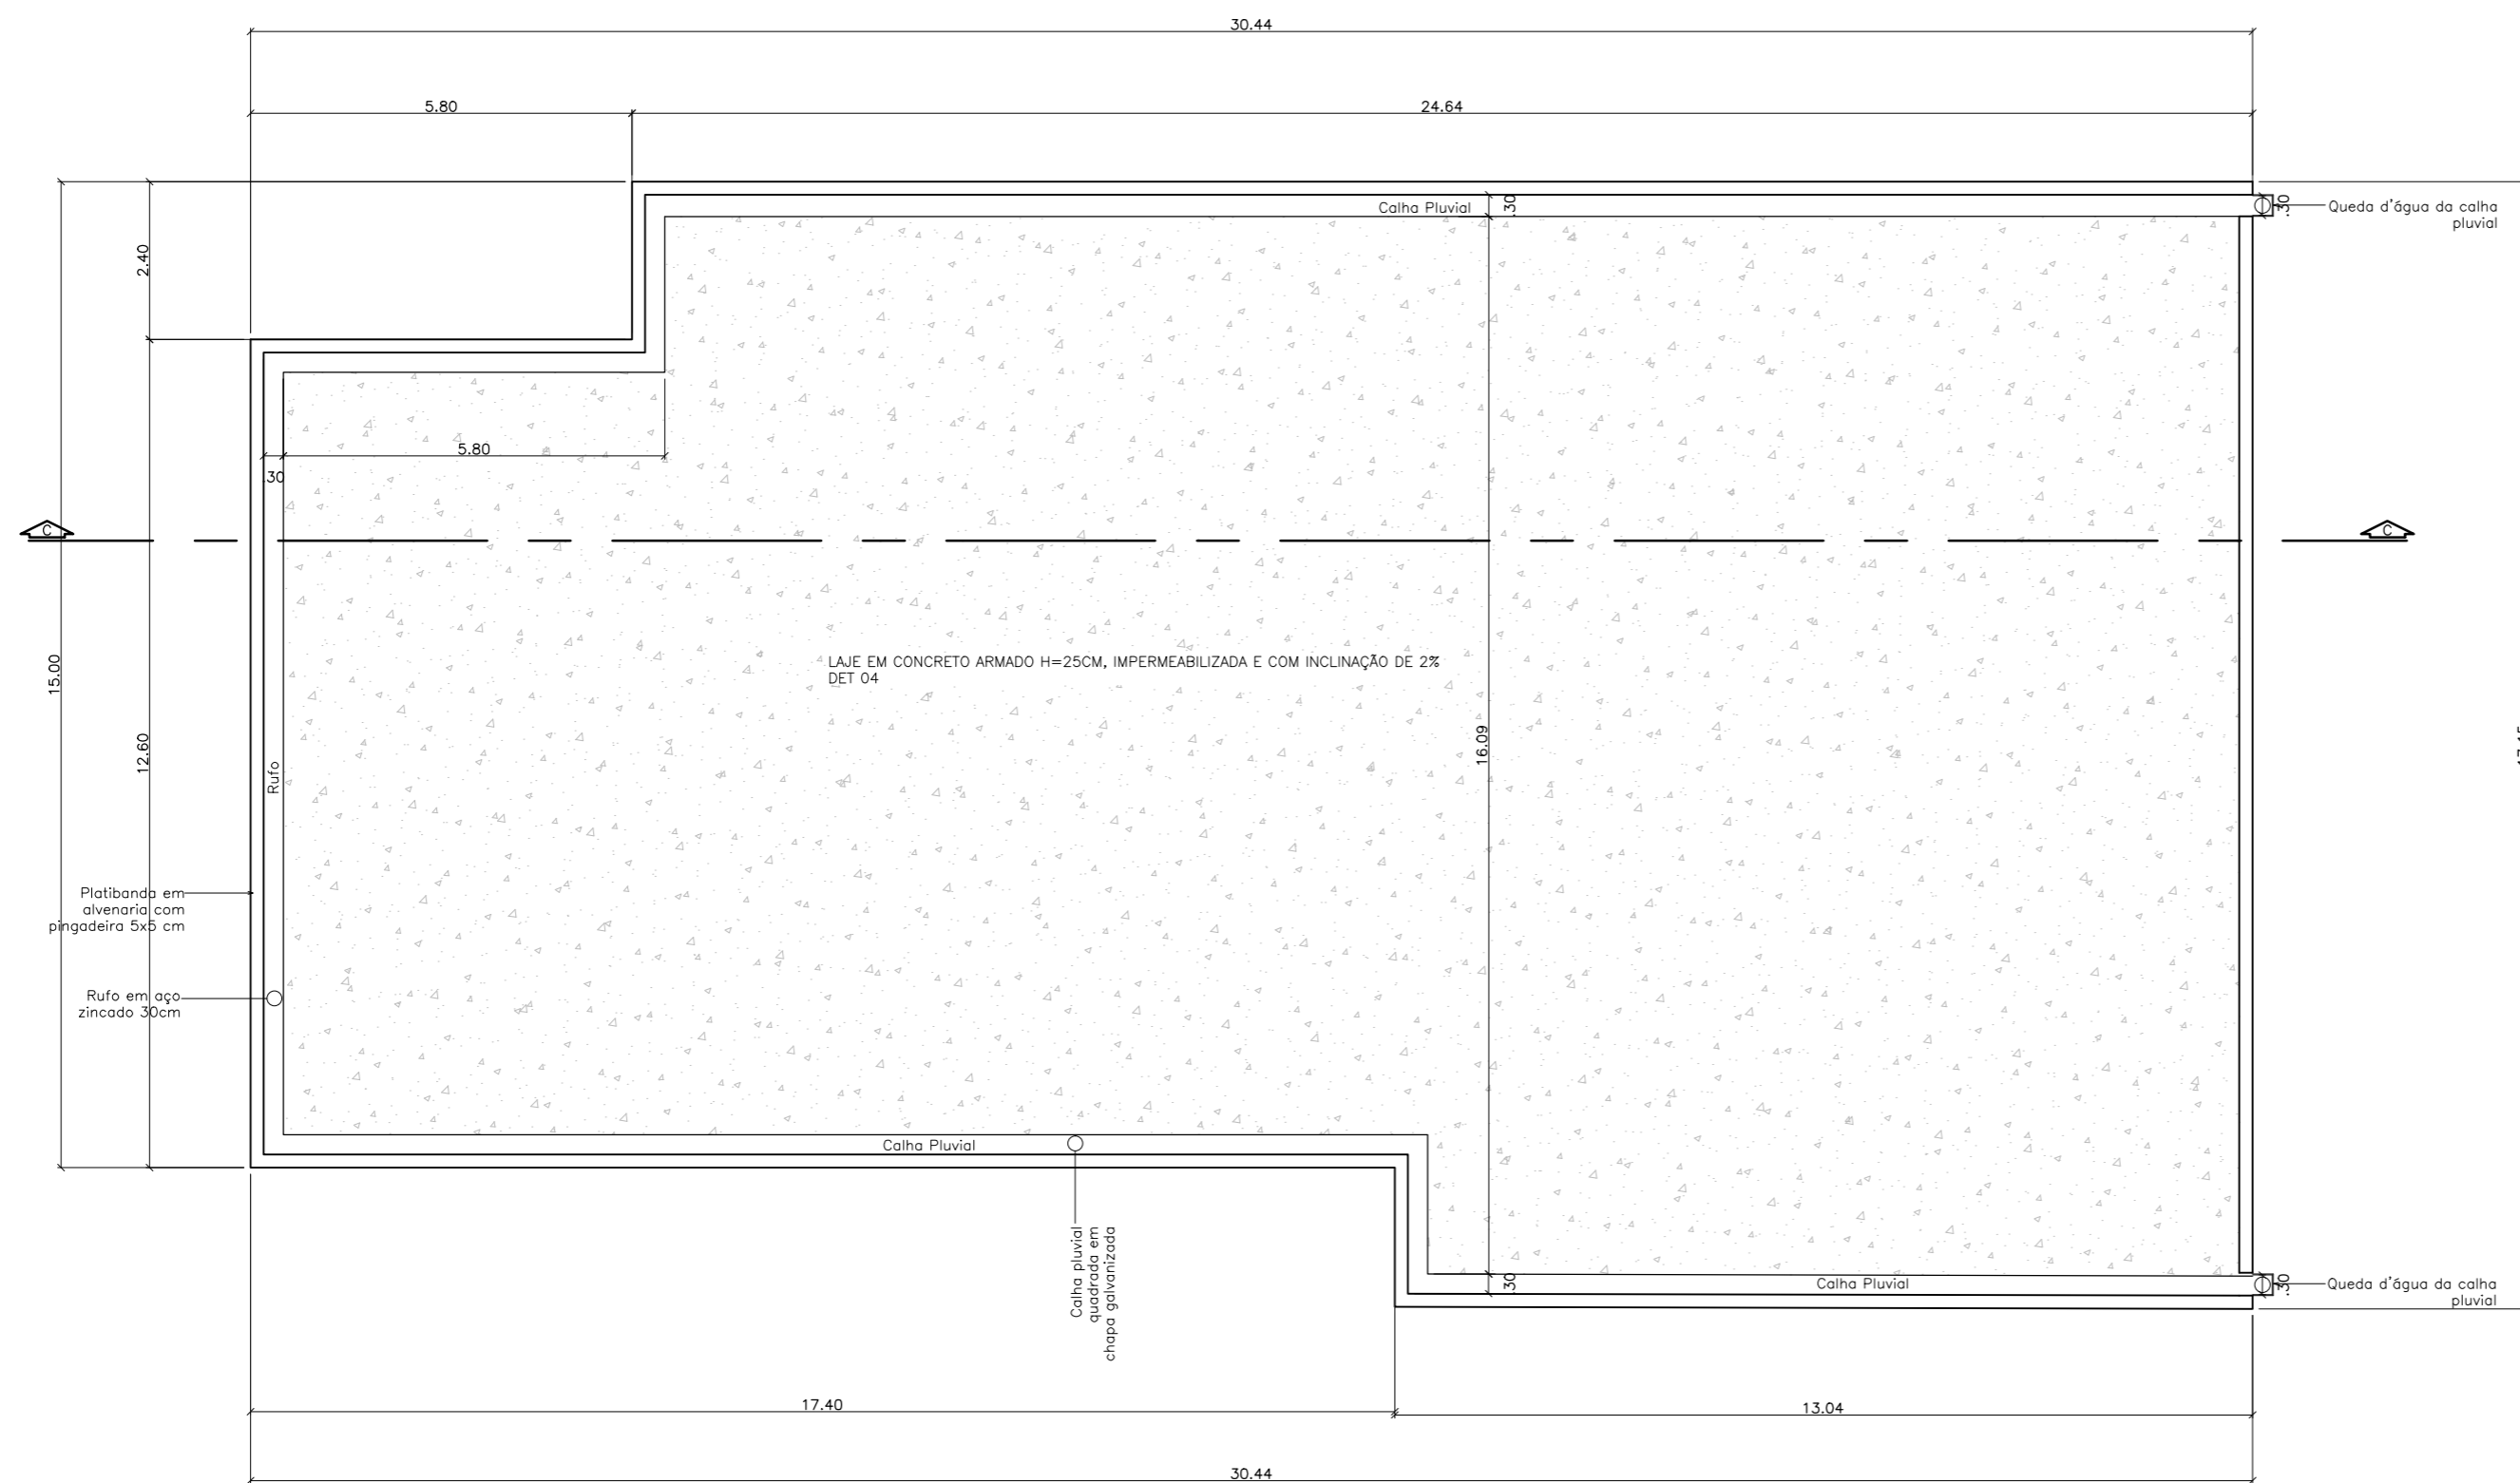 30.44
5.80
24.64
Calha Pluvial
.30
.30
Queda d'água da calha
pluvial
2.40
5.80
.30
C
C
LAJE EM CONCRETO ARMADO H=25CM, IMPERMEABILIZADA E COM INCLINAÇÃO DE 2%
DET 04
15.00
12.60
16.09
Rufo
Platibanda em
alvenaria com
pingadeira 5x5 cm
Rufo em aço
zincado 30cm
Calha Pluvial
Calha pluvial
quadrada em
chapa galvanizada
.30
Calha Pluvial
.30
Queda d'água da calha
pluvial
17.40
13.04
30.44